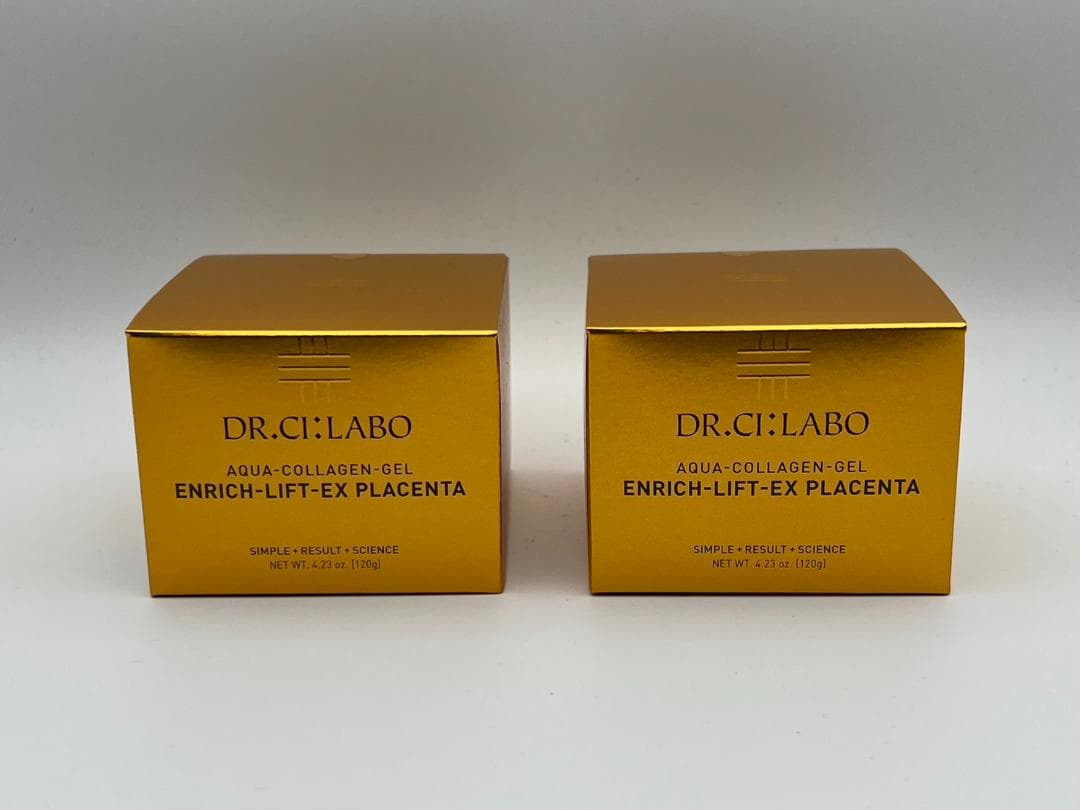 DR.CI:LABO
AQUA-COLLAGEN-GEL
ENRICH-LIFT-EX PLACENTA
SIMPLE+RESULT+SCIENCE
NET WT. 4.23 oz. [120g]
DR.CI:LABO
AQUA-COLLAGEN-GEL
ENRICH-LIFT-EX PLACENTA
SIMPLE+RESULT+SCIENCE
NET WT. 4.23 oz. [120g]